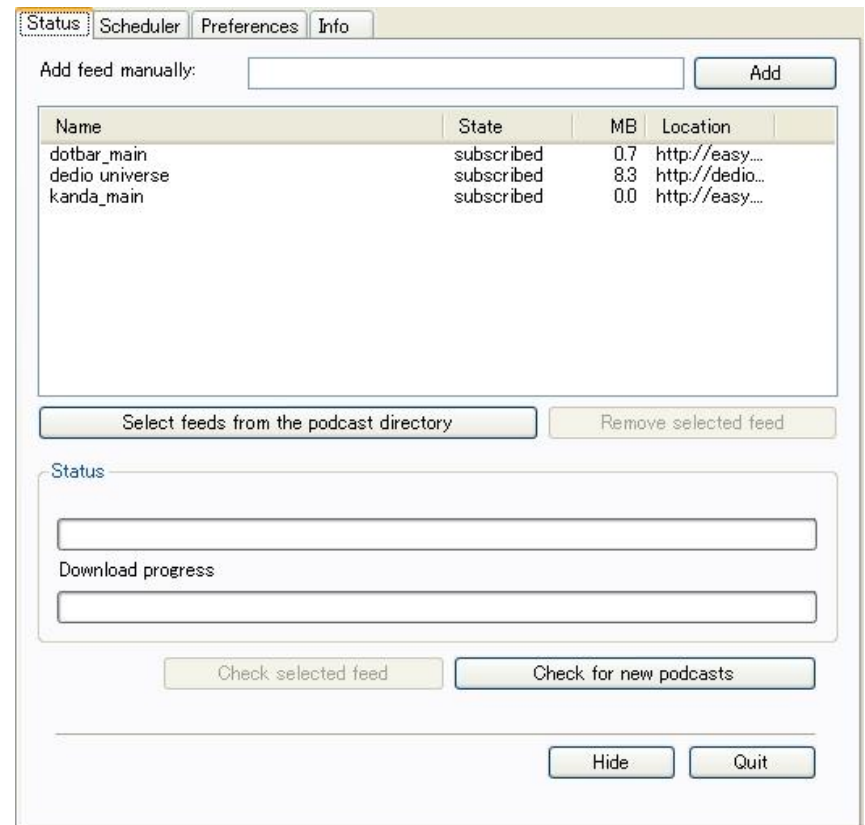 Status Scheduler Preferences Info
Add feed manually: Add
Name State MB Location
dotbar_main subscribed 0.7 http://easy....
dedio universe subscribed 8.3 http://dedio...
kanda_main subscribed 0.0 http://easy....
Select feeds from the podcast directory Remove selected feed
Status
Download progress
Check selected feed Check for new podcasts
Hide Quit